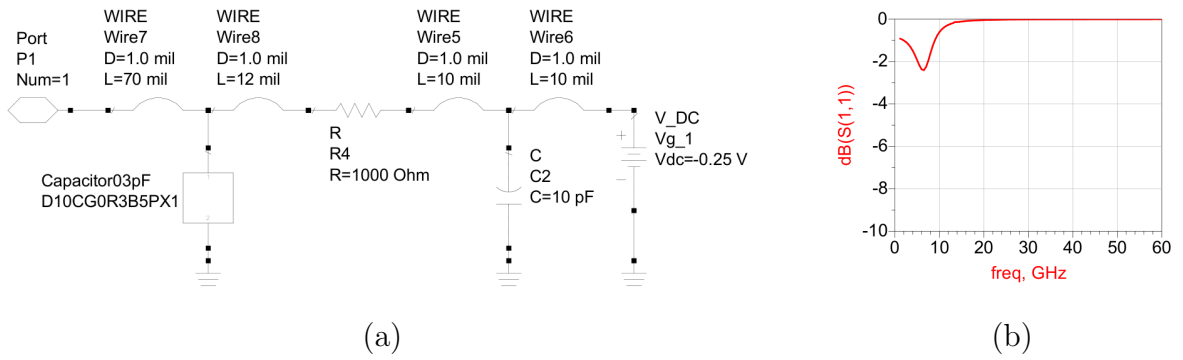 Port
P1
Num=1
WIRE
Wire7
D=1.0 mil
L=70 mil
WIRE
Wire8
D=1.0 mil
L=12 mil
WIRE
Wire5
D=1.0 mil
L=10 mil
WIRE
Wire6
D=1.0 mil
L=10 mil
Capacitor03pF
D10CG0R3B5PX1
1
2
R
R4
R=1000 Ohm
C
C2
C=10 pF
+
−
V_DC
Vg_1
Vdc=-0.25 V
(a)
dB(S(1,1))
0
-2
-4
-6
-8
-10
0 10 20 30 40 50 60
freq, GHz
(b)